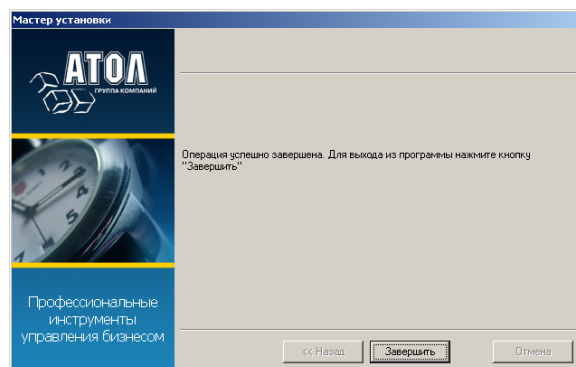 Мастер установки
АТОЛ
ГРУППА КОМПАНИЙ
Операция успешно завершена. Для выхода из программы нажмите кнопку
"Завершить"
Профессиональные
инструменты
управления бизнесом
<< Назад
Завершить
Отмена